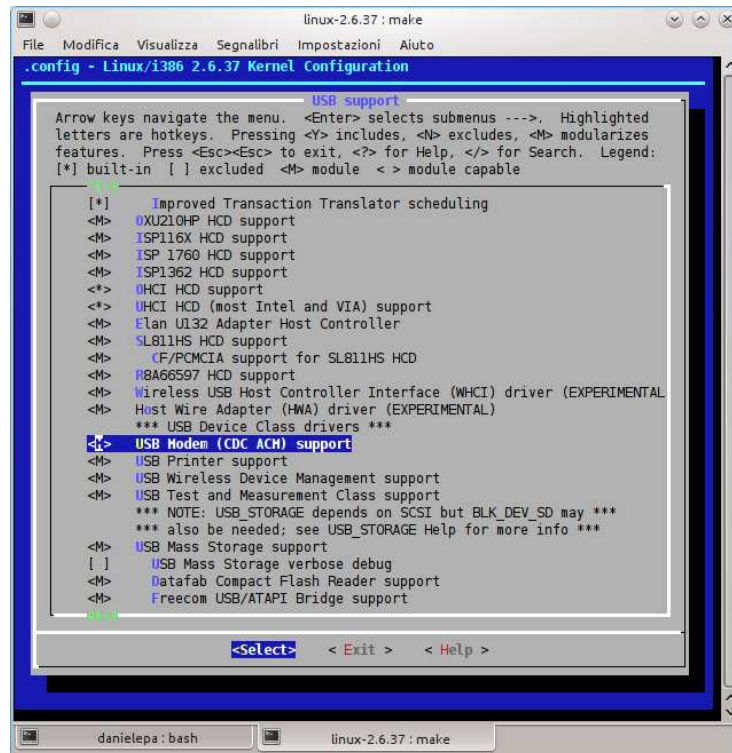 linux-2.6.37 : make
File Modifica Visualizza Segnalibri Impostazioni Aiuto
.config - Linux/i386 2.6.37 Kernel Configuration
USB support
Arrow keys navigate the menu. <Enter> selects submenus --->. Highlighted
letters are hotkeys. Pressing <Y> includes, <N> excludes, <M> modularizes
features. Press <Esc><Esc> to exit, <?> for Help, </> for Search. Legend:
[*] built-in [ ] excluded <M> module < > module capable
[*] Improved Transaction Translator scheduling
<M> OXU210HP HCD support
<M> ISP116X HCD support
<M> ISP 1760 HCD support
<M> ISP1362 HCD support
<*> OHCI HCD support
<*> UHCI HCD (most Intel and VIA) support
<M> Elan U132 Adapter Host Controller
<M> SL811HS HCD support
<M> CF/PCMCIA support for SL811HS HCD
<M> R8A66597 HCD support
<M> Wireless USB Host Controller Interface (WHCI) driver (EXPERIMENTAL
<M> Host Wire Adapter (HWA) driver (EXPERIMENTAL)
*** USB Device Class drivers ***
<M> USB Modem (CDC ACM) support
<M> USB Printer support
<M> USB Wireless Device Management support
<M> USB Test and Measurement Class support
*** NOTE: USB_STORAGE depends on SCSI but BLK_DEV_SD may ***
*** also be needed; see USB_STORAGE Help for more info ***
<M> USB Mass Storage support
[ ] USB Mass Storage verbose debug
<M> Datafab Compact Flash Reader support
<M> Freecom USB/ATAPI Bridge support
<Select> < Exit > < Help >
danielepa : bash linux-2.6.37 : make